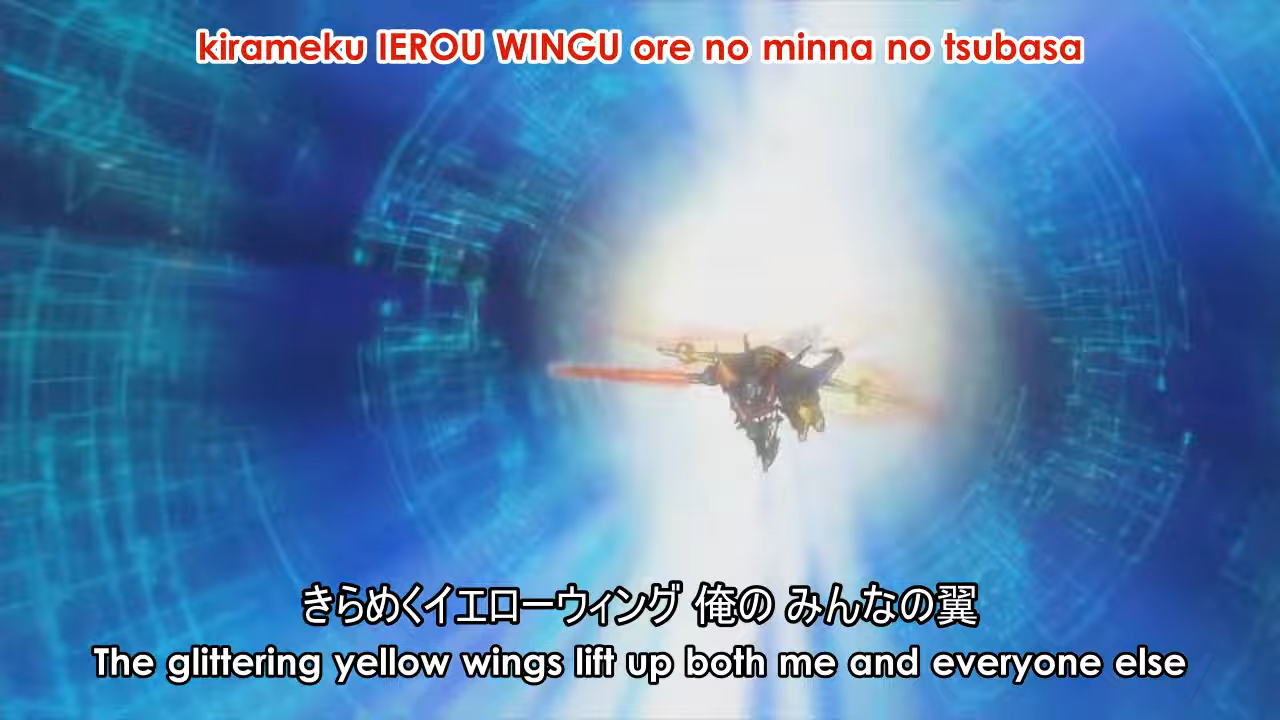 kirameku IEROU WINGU ore no minna no tsubasa
きらめくイエローウィング 俺の みんなの翼
The glittering yellow wings lift up both me and everyone else